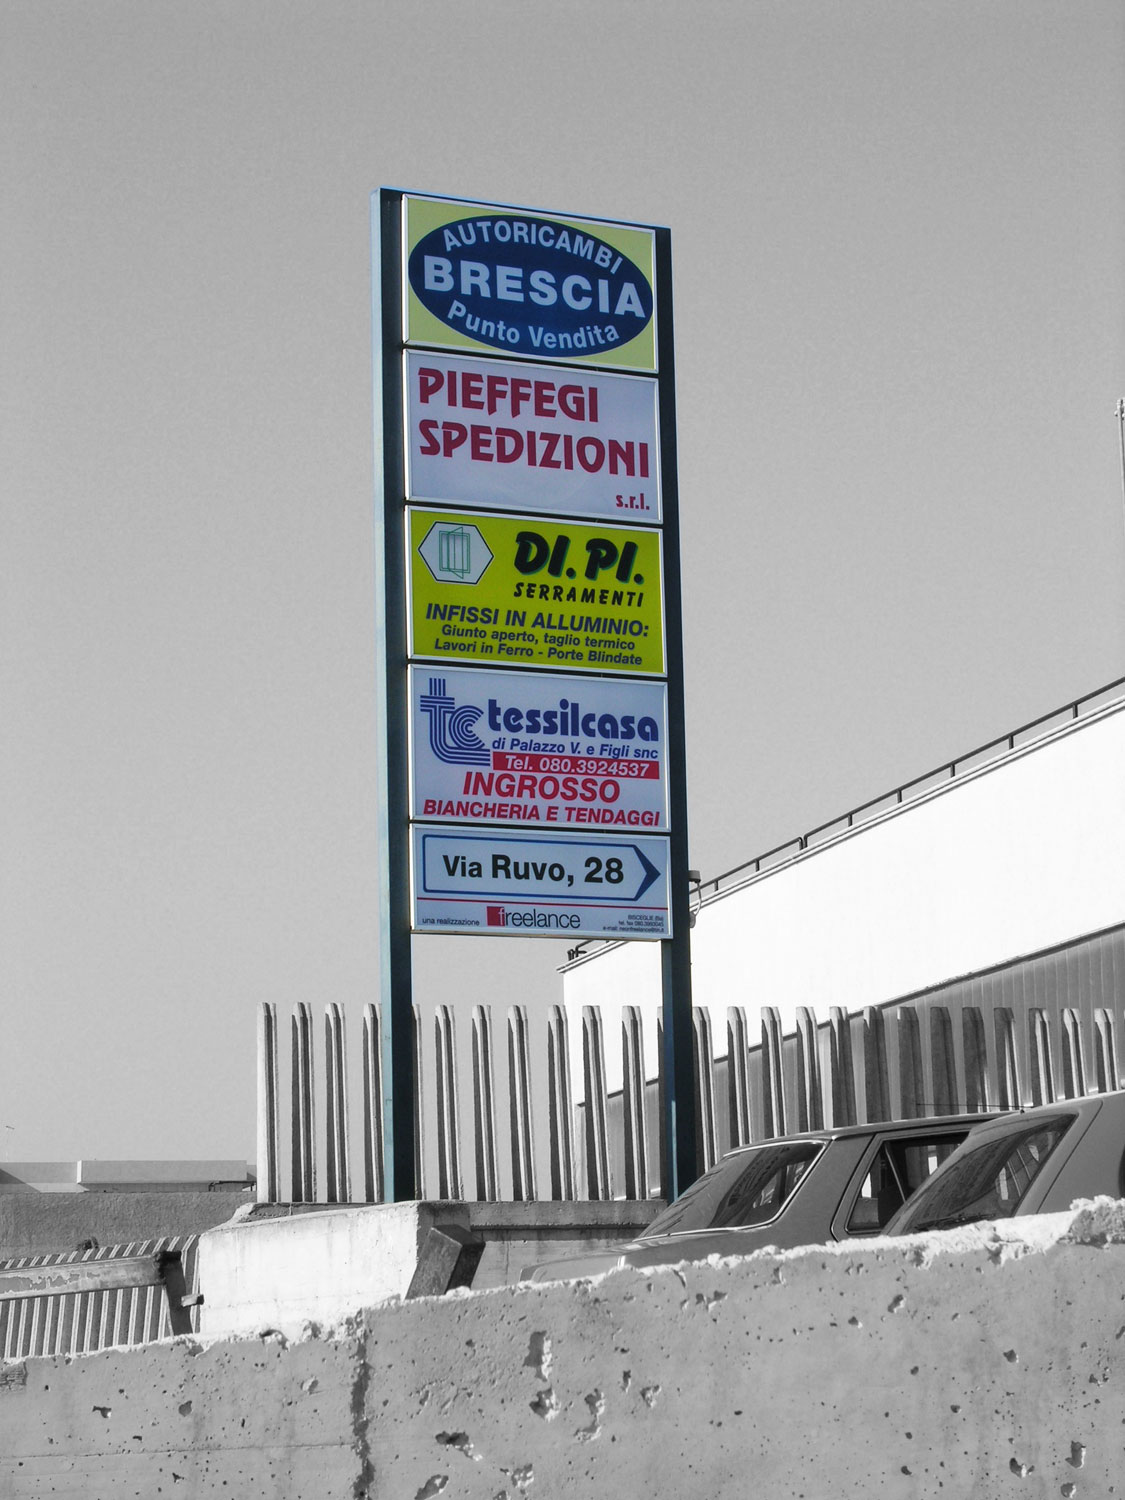 AUTORICAMBI
BRESCIA
Punto Vendita
PIEFFEGI
SPEDIZIONI
s.r.l.
DI.PI.
SERRAMENTI
INFISSI IN ALLUMINIO:
Giunto aperto, taglio termico
Lavori in Ferro - Porte Blindate
tc tessilcasa
di Palazzo V. e Figli snc
Tel. 080.3924537
INGROSSO
BIANCHERIA E TENDAGGI
Via Ruvo, 28
una realizzazione freelance
BISCEGLIE (Ba)